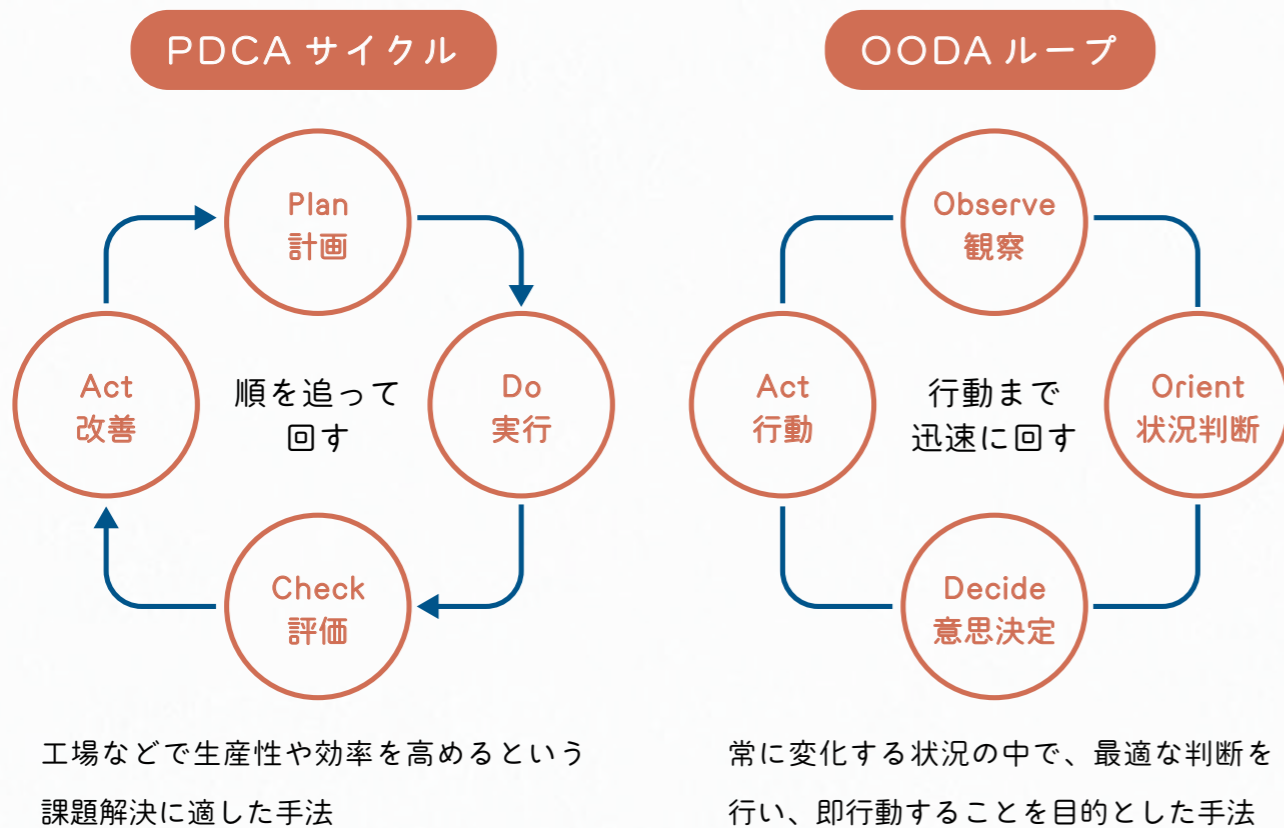 PDCA サイクル
Plan
計画
Do
実行
Check
評価
Act
改善
順を追って
回す
工場などで生産性や効率を高めるという
課題解決に適した手法
OODA ループ
Observe
観察
Orient
状況判断
Decide
意思決定
Act
行動
行動まで
迅速に回す
常に変化する状況の中で、最適な判断を
行い、即行動することを目的とした手法